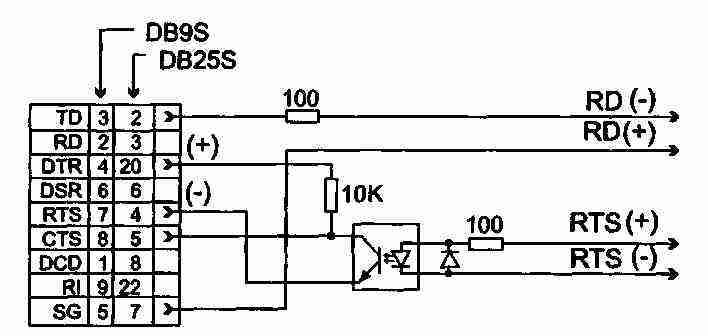 DB9S
DB25S
TD 3 2 100 RD (-)
RD 2 3 (+) RD(+)
DTR 4 20
DSR 6 6 (-) 10K
RTS 7 4 100 RTS (+)
CTS 8 5
DCD 1 8 RTS (-)
RI 9 22
SG 5 7